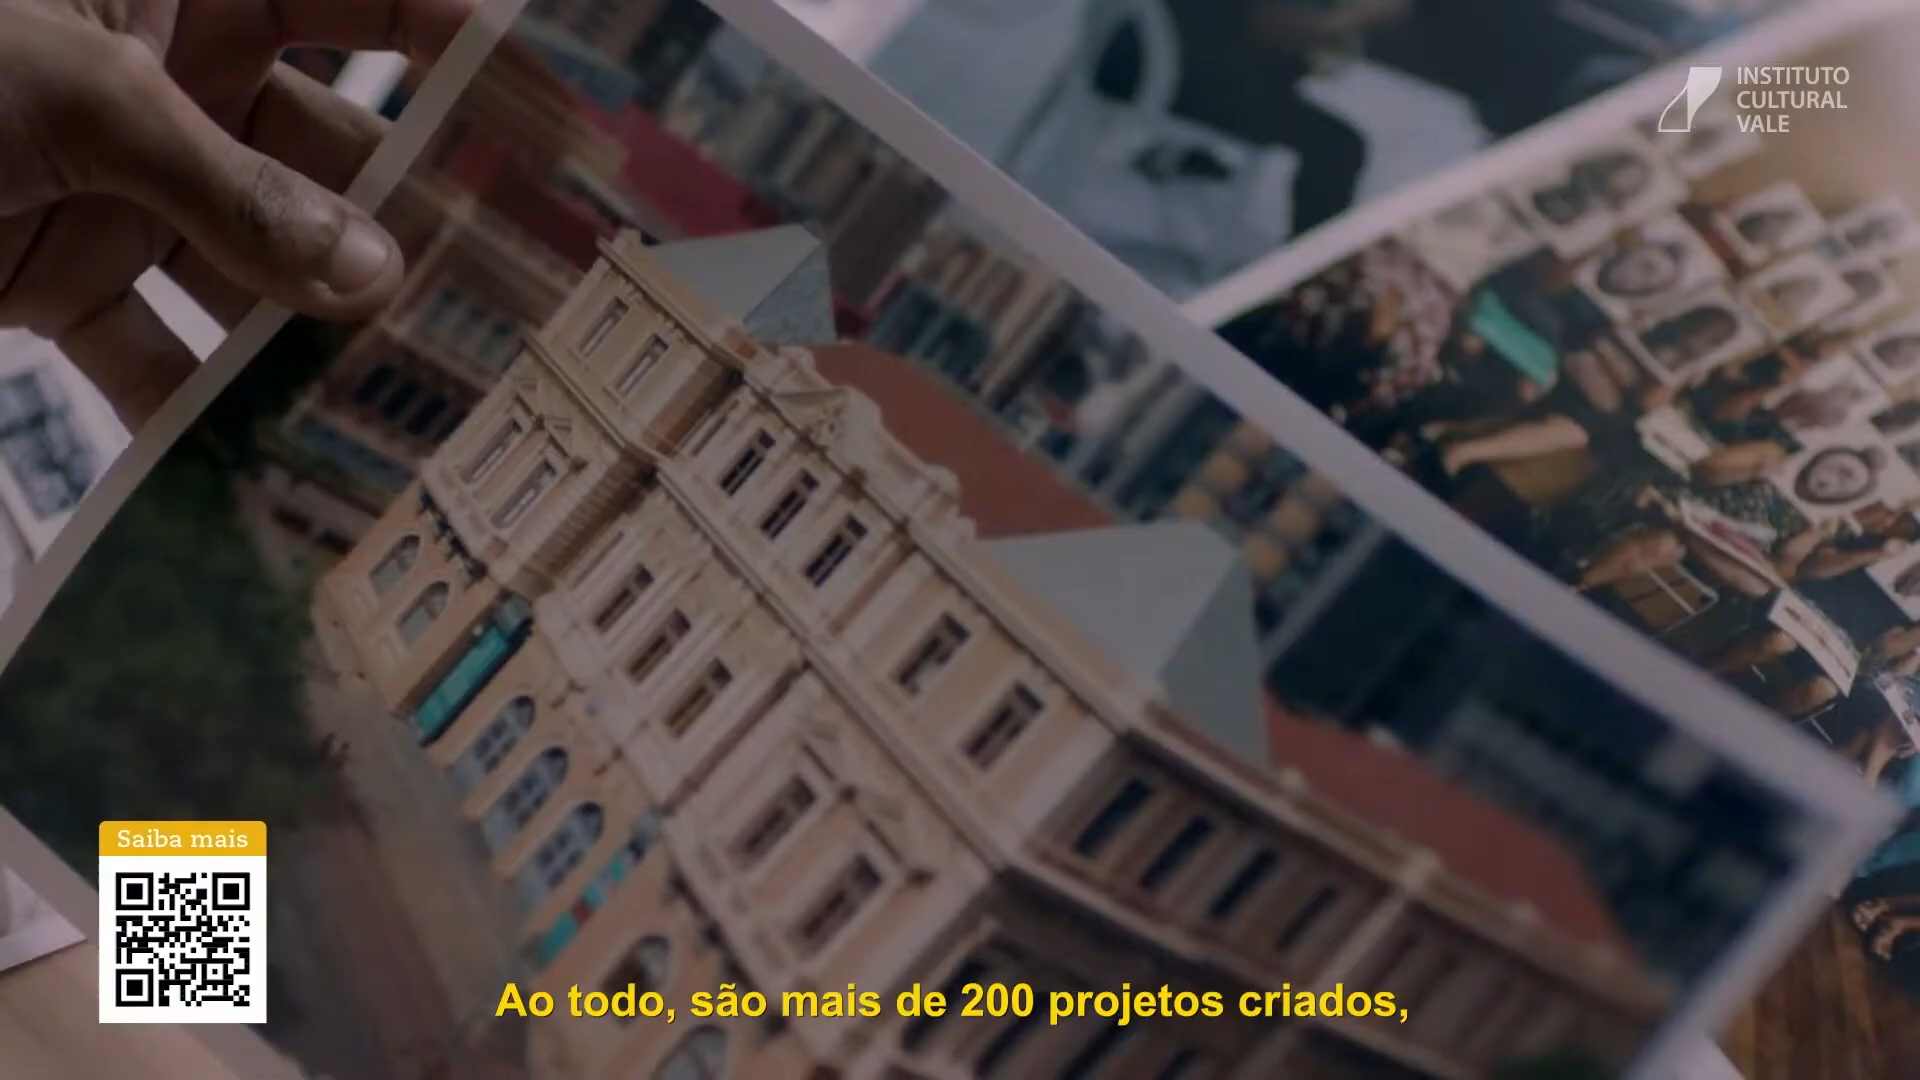 INSTITUTO
CULTURAL
VALE
Saiba mais
Ao todo, são mais de 200 projetos criados,